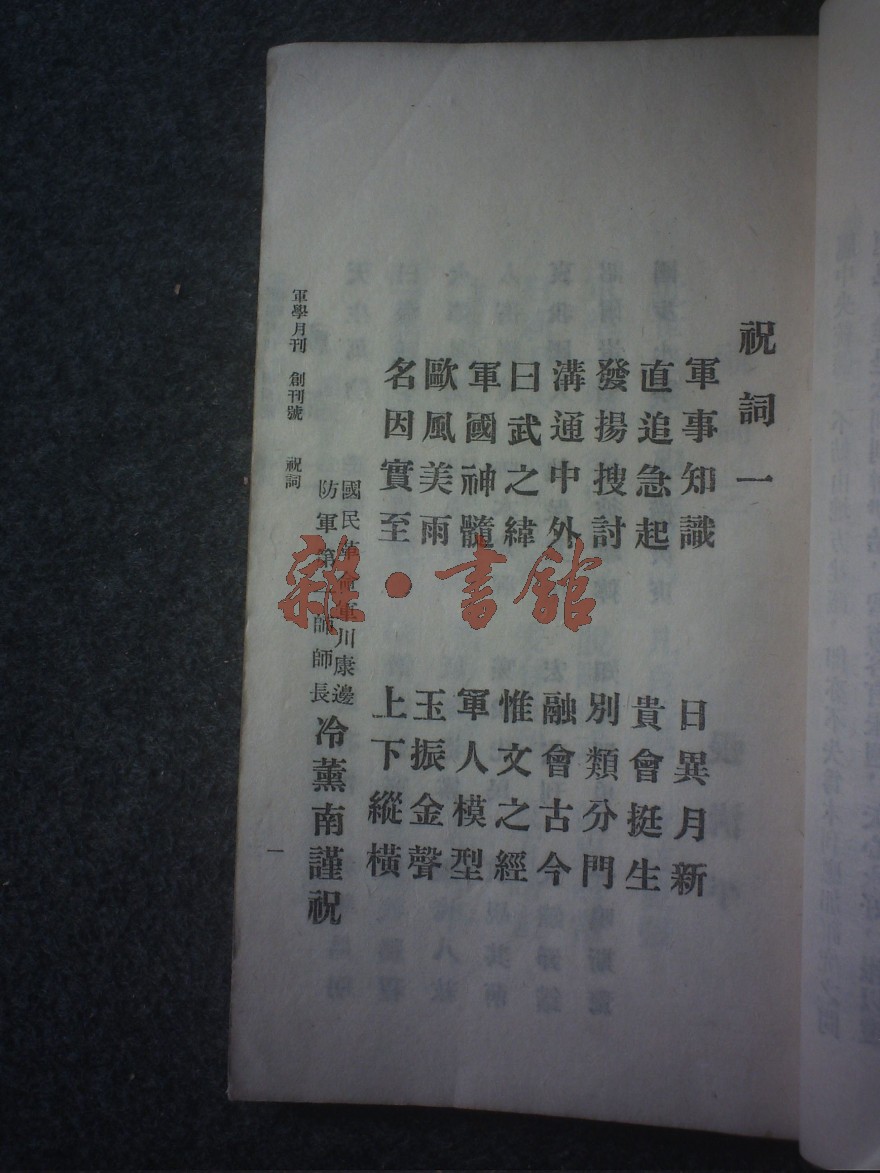 祝詞一
軍事知識 日異月新
直追急起 貴會挺生
發揚搜討 別類分門
溝通中外 融會古今
曰武之緯 惟文之經
軍國神髓 軍人模型
歐風美雨 玉振金聲
名因實至 上下縱橫
國民革命軍川康邊
防軍第師師長
冷薰南謹祝
軍學月刊 創刊號 祝詞
一
雜·書館